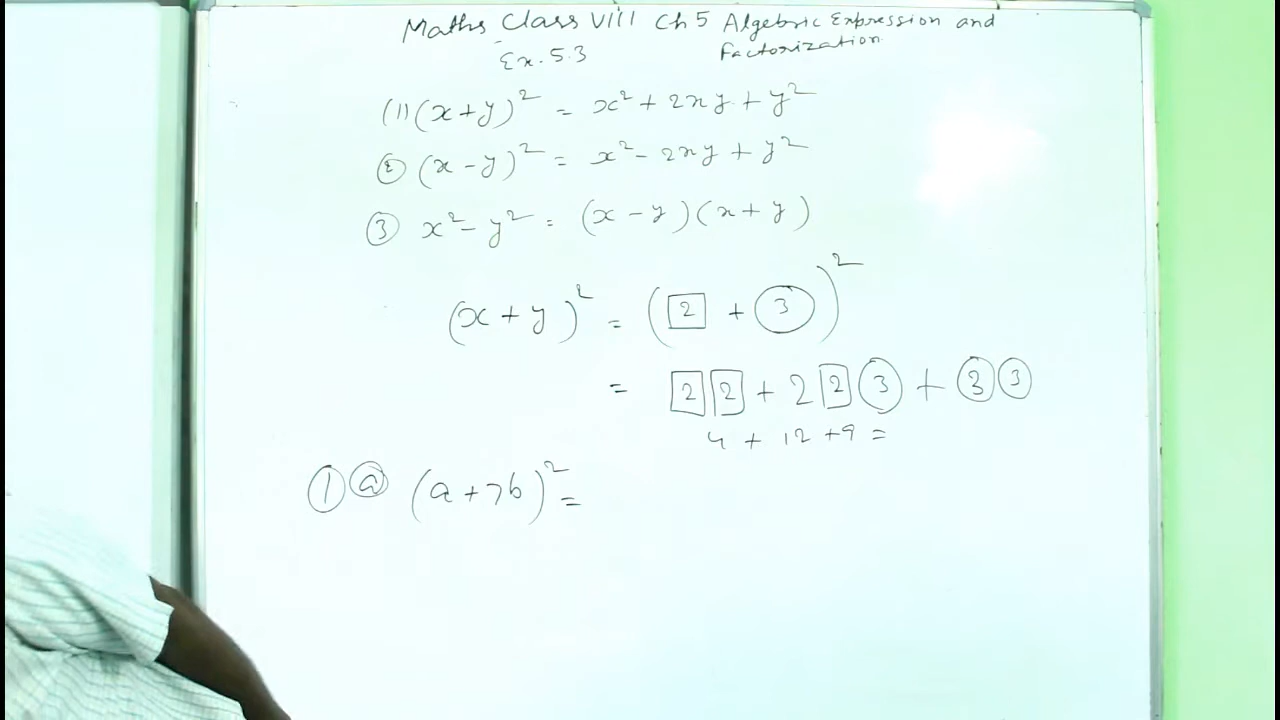 Maths Class VIII Ch 5 Algebric Expression and
Ex. 5.3 Factorization
(1) (x+y)² = x² + 2xy + y²
② (x-y)² = x² - 2xy + y²
③ x² - y² = (x-y)(x+y)
(x+y)² = (2 + 3)²
= 2 2 + 2 2 3 + 3 3
4 + 12 + 9 =
① ⓐ (a+7b)² =